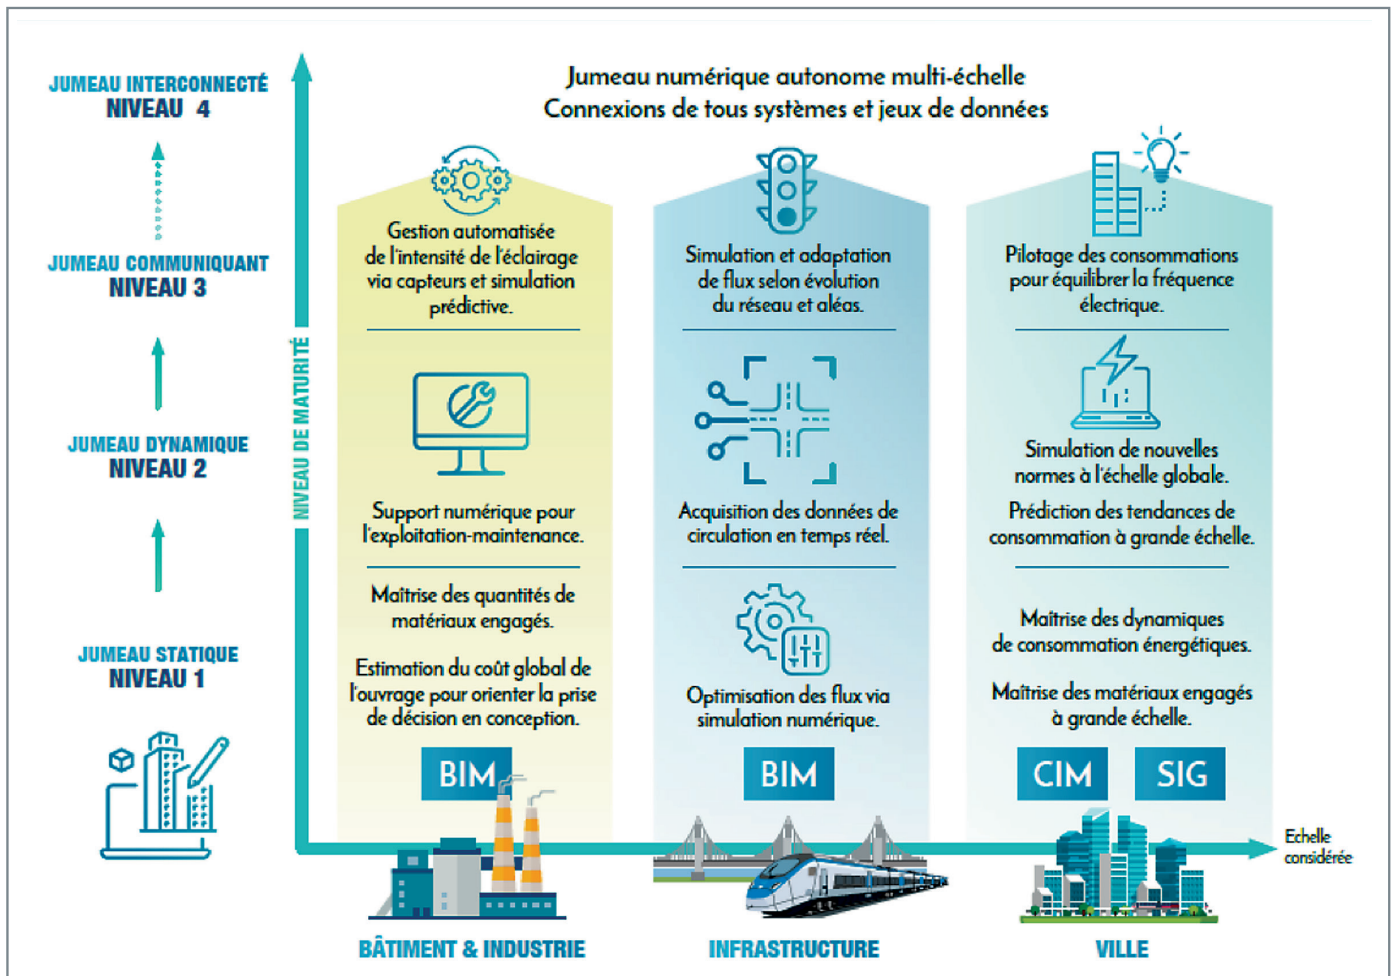 JUMEAU INTERCONNECTÉ
NIVEAU 4
JUMEAU COMMUNIQUANT
NIVEAU 3
JUMEAU DYNAMIQUE
NIVEAU 2
JUMEAU STATIQUE
NIVEAU 1
NIVEAU DE MATURITÉ
Jumeau numérique autonome multi-échelle
Connexions de tous systèmes et jeux de données
Gestion automatisée
de l'intensité de l'éclairage
via capteurs et simulation
prédictive.
Support numérique pour
l'exploitation-maintenance.
Maîtrise des quantités de
matériaux engagés.
Estimation du coût global de
l'ouvrage pour orienter la prise
de décision en conception.
BIM
BÂTIMENT & INDUSTRIE
Simulation et adaptation
de flux selon évolution
du réseau et aléas.
Acquisition des données de
circulation en temps réel.
Optimisation des flux via
simulation numérique.
BIM
INFRASTRUCTURE
Pilotage des consommations
pour équilibrer la fréquence
électrique.
Simulation de nouvelles
normes à l'échelle globale.
Prédiction des tendances de
consommation à grande échelle.
Maîtrise des dynamiques
de consommation énergétiques.
Maîtrise des matériaux engagés
à grande échelle.
CIM
SIG
VILLE
Echelle
considérée